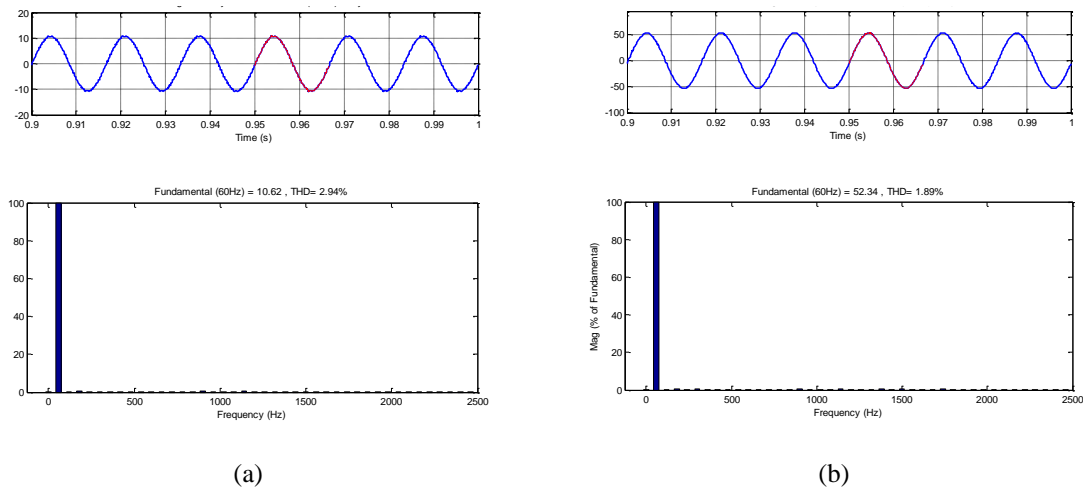 20
10
0
-10
-20
0.9 0.91 0.92 0.93 0.94 0.95 0.96 0.97 0.98 0.99 1
Time (s)
Fundamental (60Hz) = 10.62 , THD= 2.94%
100
80
60
40
20
0
0 500 1000 1500 2000 2500
Frequency (Hz)
(a)
50
0
-50
-100
0.9 0.91 0.92 0.93 0.94 0.95 0.96 0.97 0.98 0.99 1
Time (s)
Fundamental (60Hz) = 52.34 , THD= 1.89%
Mag (% of Fundamental)
100
80
60
40
20
0
0 500 1000 1500 2000 2500
Frequency (Hz)
(b)